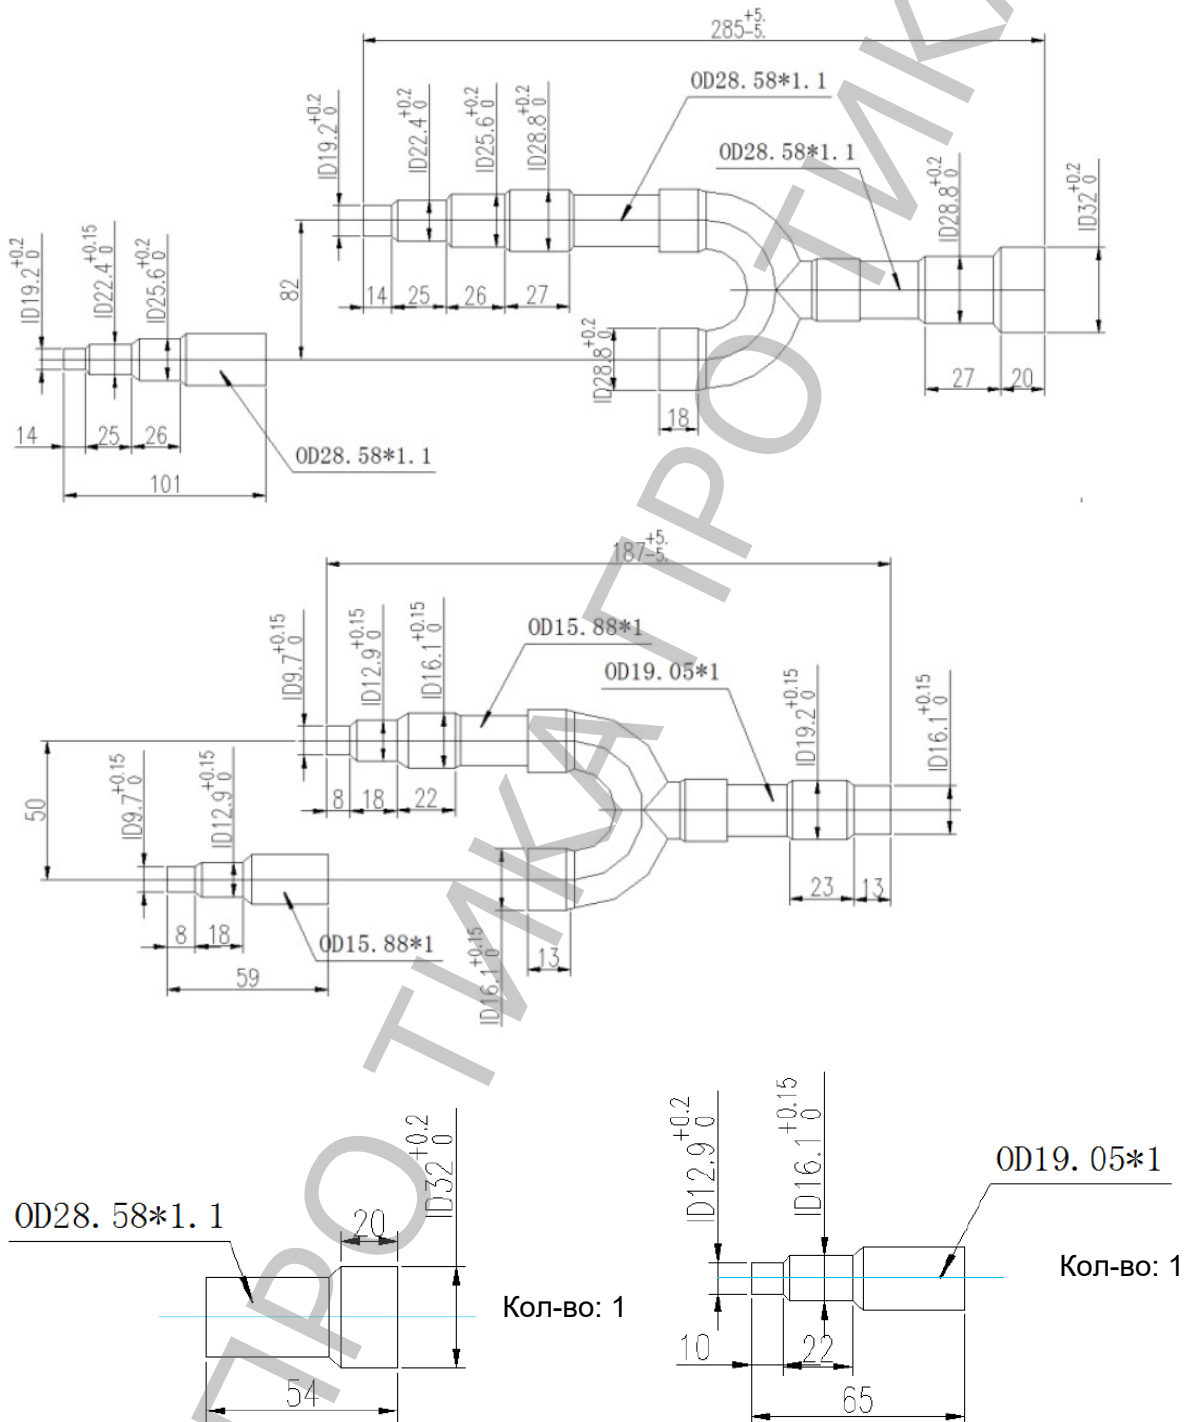 285 +5. -5.
OD28.58*1.1
OD28.58*1.1
ID19.2 +0.2 0
ID22.4 +0.2 0
ID25.6 +0.2 0
ID28.8 +0.2 0
ID28.8 +0.2 0
ID32 +0.2 0
ID19.2 +0.2 0
ID22.4 +0.15 0
ID25.6 +0.2 0
82
14
25
26
27
ID28.8 +0.2 0
27
20
18
14
25
26
OD28.58*1.1
101
187 +5. -5.
OD15.88*1
OD19.05*1
ID9.7 +0.15 0
ID12.9 +0.15 0
ID16.1 +0.15 0
ID19.2 +0.15 0
ID16.1 +0.15 0
50
ID9.7 +0.15 0
ID12.9 +0.15 0
8
18
22
23
13
8
18
OD15.88*1
59
ID16.1 +0.15 0
13
OD28.58*1.1
20
ID32 +0.2 0
Кол-во: 1
54
ID12.9 +0.2 0
ID16.1 +0.15 0
OD19.05*1
Кол-во: 1
10
22
65
ПРО ТИКА ПРО ТИКА